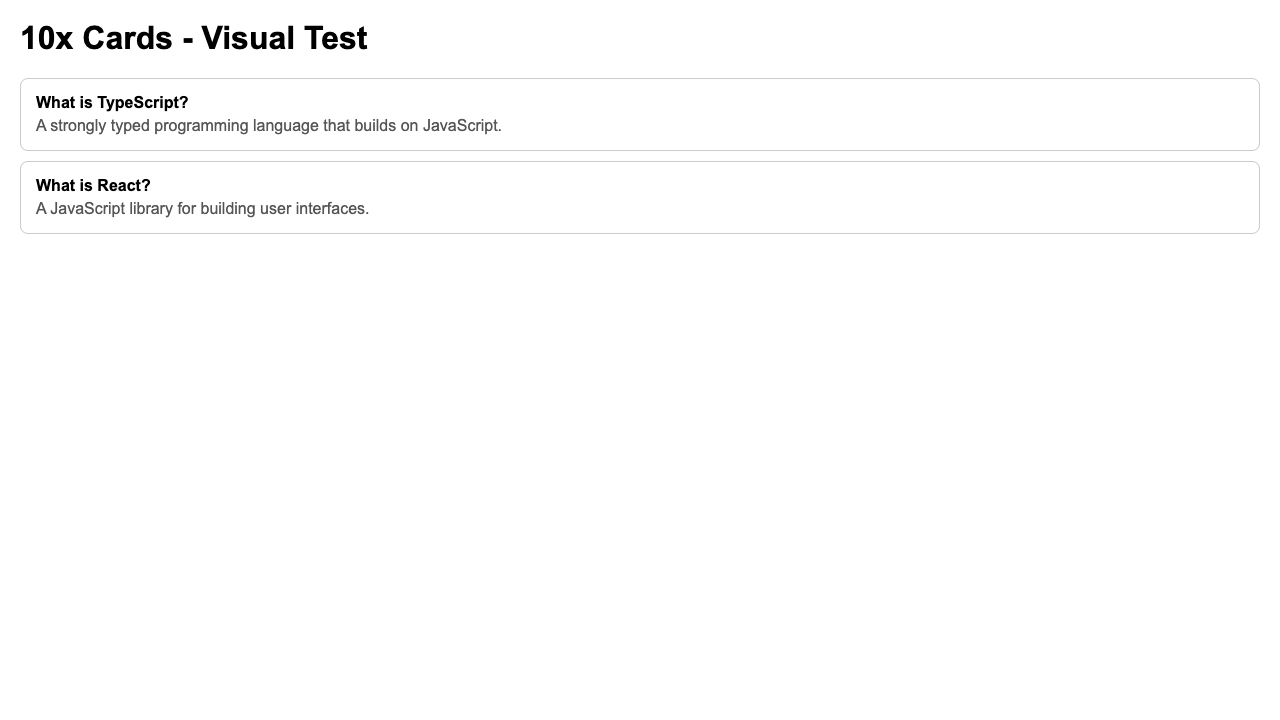 10x Cards - Visual Test
What is TypeScript?
A strongly typed programming language that builds on JavaScript.
What is React?
A JavaScript library for building user interfaces.